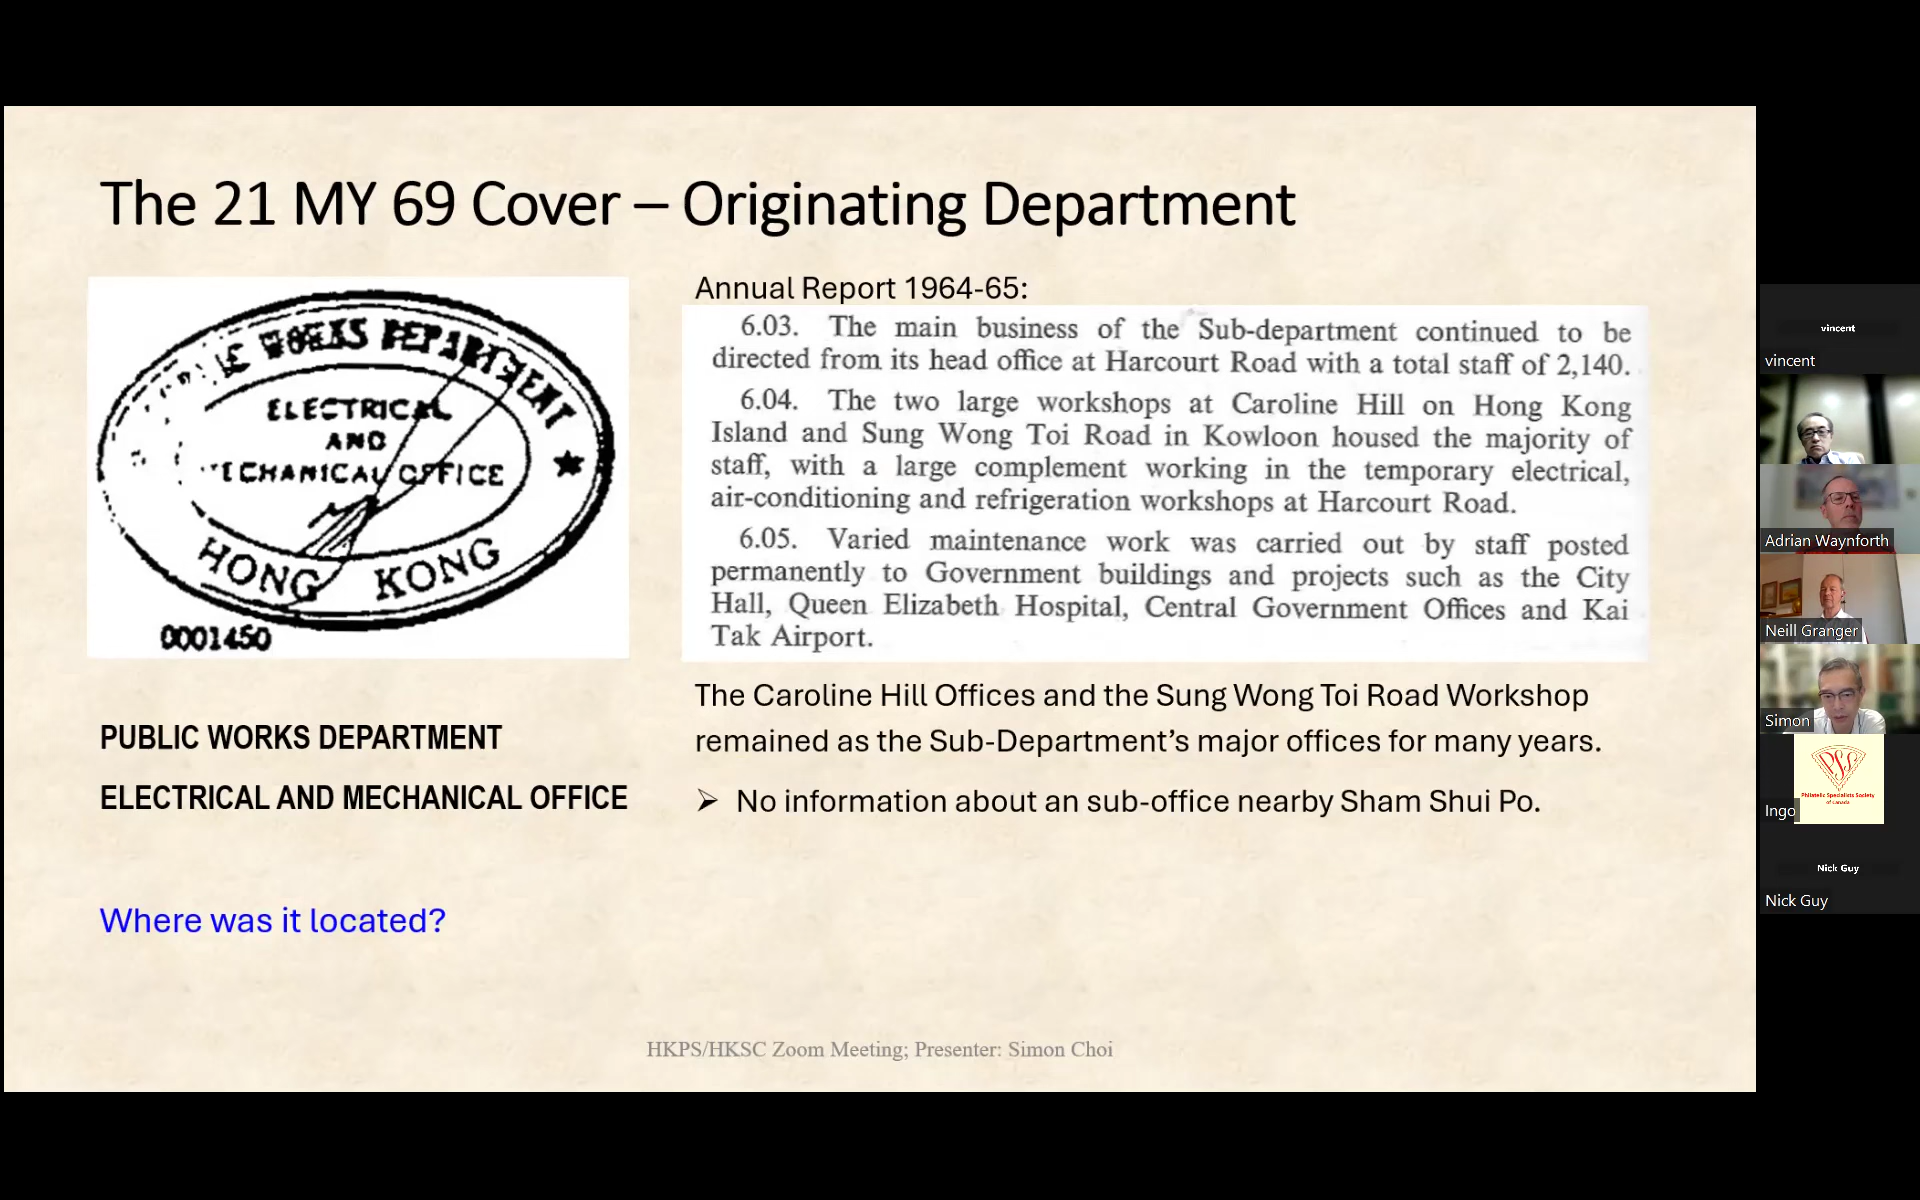 The 21 MY 69 Cover – Originating Department
WORKS DEPARTMENT
ELECTRICAL
AND
ECHANICAL OFFICE
HONG KONG
0001450
PUBLIC WORKS DEPARTMENT
ELECTRICAL AND MECHANICAL OFFICE
Where was it located?
Annual Report 1964-65:
6.03. The main business of the Sub-department continued to be
directed from its head office at Harcourt Road with a total staff of 2,140.
6.04. The two large workshops at Caroline Hill on Hong Kong
Island and Sung Wong Toi Road in Kowloon housed the majority of
staff, with a large complement working in the temporary electrical,
air-conditioning and refrigeration workshops at Harcourt Road.
6.05. Varied maintenance work was carried out by staff posted
permanently to Government buildings and projects such as the City
Hall, Queen Elizabeth Hospital, Central Government Offices and Kai
Tak Airport.
The Caroline Hill Offices and the Sung Wong Toi Road Workshop
remained as the Sub-Department’s major offices for many years.
➢ No information about an sub-office nearby Sham Shui Po.
HKPS/HKSC Zoom Meeting; Presenter: Simon Choi
vincent
vincent
Adrian Waynforth
Neill Granger
Simon
PSS
Philatelic Specialists Society
of Canada
Ingo
Nick Guy
Nick Guy